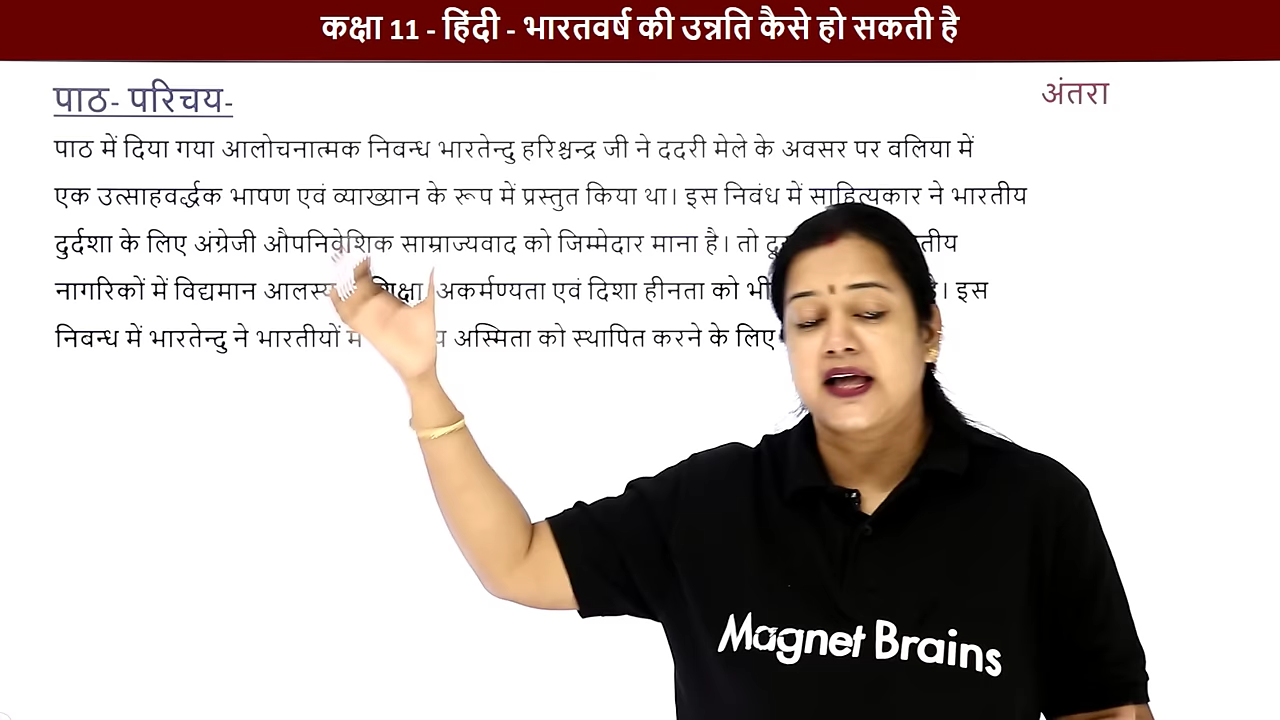 कक्षा 11 - हिंदी - भारतवर्ष की उन्नति कैसे हो सकती है
पाठ- परिचय-
अंतरा
पाठ में दिया गया आलोचनात्मक निवन्ध भारतेन्दु हरिश्चन्द्र जी ने ददरी मेले के अवसर पर वलिया में
एक उत्साहवर्द्धक भाषण एवं व्याख्यान के रूप में प्रस्तुत किया था। इस निबंध में साहित्यकार ने भारतीय
दुर्दशा के लिए अंग्रेजी औपनिवेशिक साम्राज्यवाद को जिम्मेदार माना है। तो
नागरिकों में विद्यमान अकर्मण्यता एवं दिशा हीनता को भी इस
निवन्ध में भारतेन्दु ने भारतीयों अस्मिता को स्थापित करने के लिए
Magnet Brains